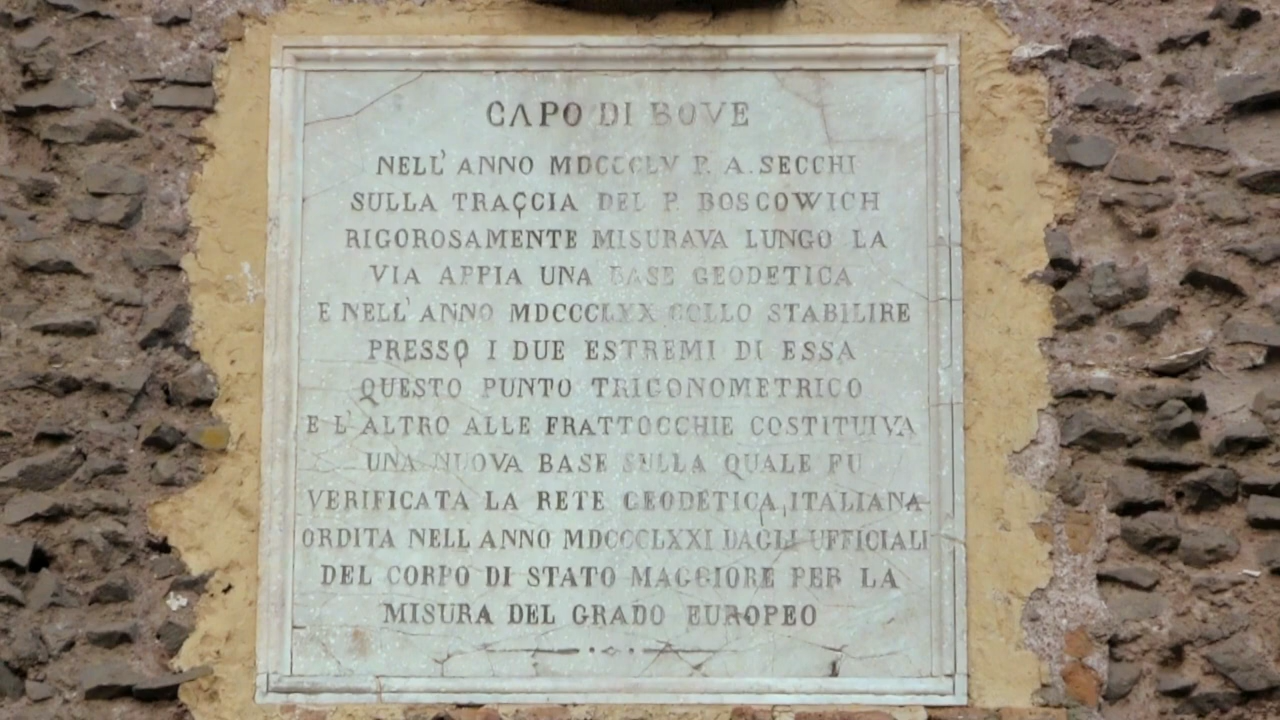 CAPO DI BOVE
NELL' ANNO MDCCCLV P. A. SECCHI
SULLA TRACCIA DEL P. BOSCOWICH
RIGOROSAMENTE MISURAVA LUNGO LA
VIA APPIA UNA BASE GEODETICA
E NELL' ANNO MDCCCLXX COLLO STABILIRE
PRESSO I DUE ESTREMI DI ESSA
QUESTO PUNTO TRIGONOMETRICO
E L' ALTRO ALLE FRATTOCCHIE COSTITUIVA
UNA NUOVA BASE SULLA QUALE FU
VERIFICATA LA RETE GEODETICA ITALIANA
ORDITA NELL ANNO MDCCCLXXI DAGLI UFFICIALI
DEL CORPO DI STATO MAGGIORE PER LA
MISURA DEL GRADO EUROPEO